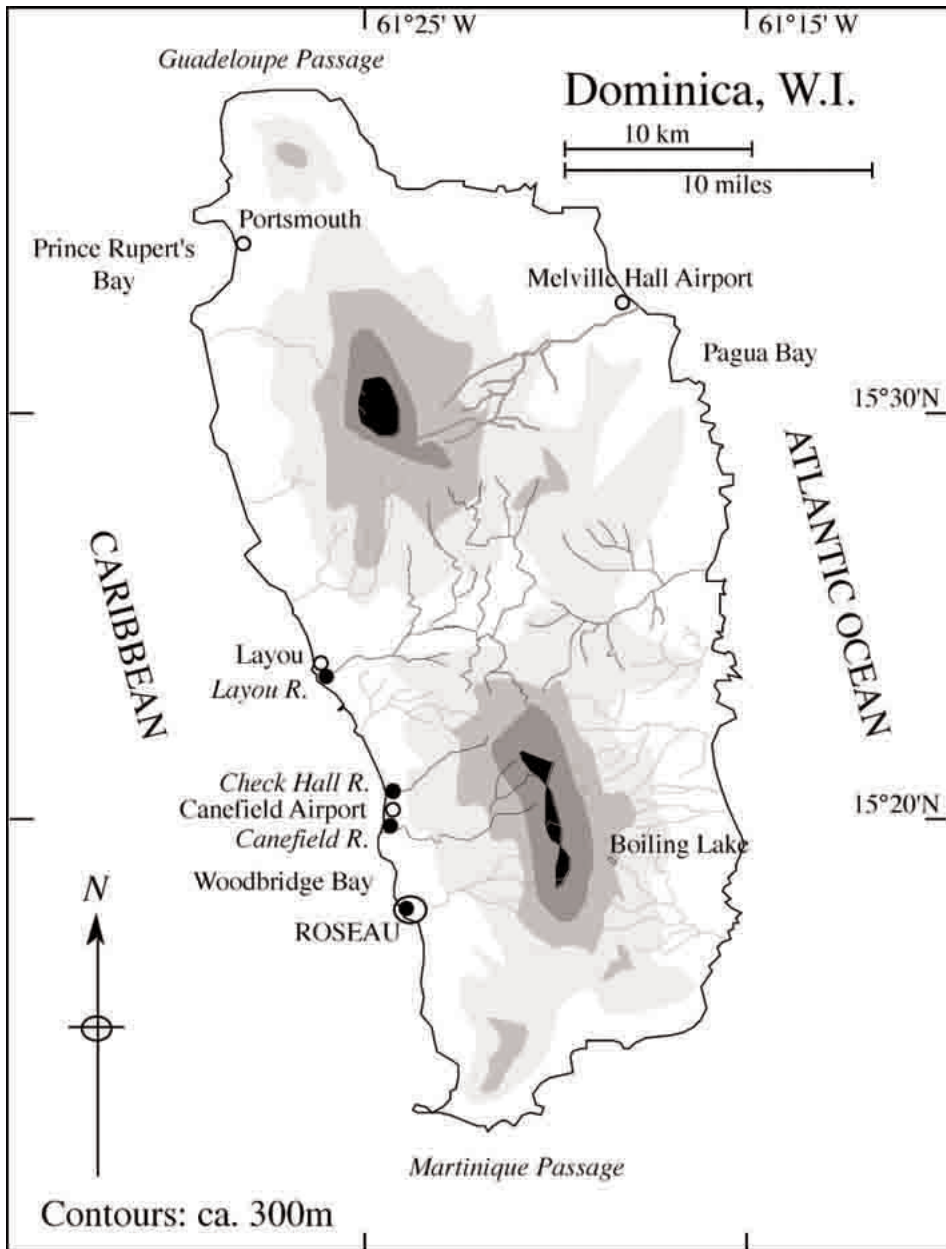 61°25' W
61°15' W
Guadeloupe Passage
Dominica, W.I.
10 km
10 miles
Portsmouth
Prince Rupert's
Bay
Melville Hall Airport
Pagua Bay
15°30'N
ATLANTIC OCEAN
CARIBBEAN
Layou
Layou R.
Check Hall R.
Canefield Airport
Canefield R.
15°20'N
Boiling Lake
Woodbridge Bay
N
ROSEAU
Martinique Passage
Contours: ca. 300m